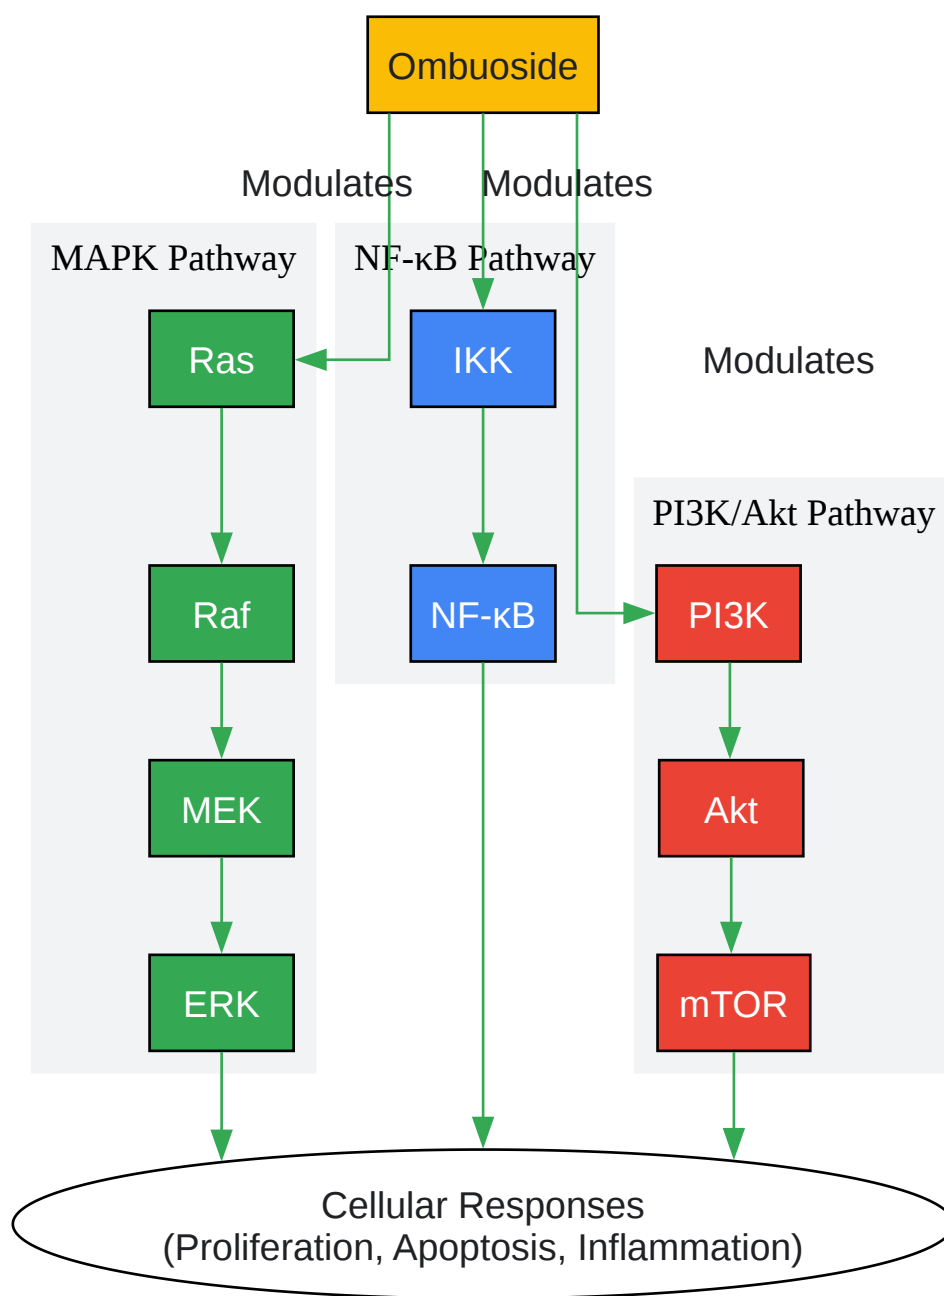 Ombuoside
Modulates
Modulates
MAPK Pathway
NF-κB Pathway
Ras
IKK
Modulates
PI3K/Akt Pathway
Raf
NF-κB
PI3K
MEK
Akt
ERK
mTOR
Cellular Responses
(Proliferation, Apoptosis, Inflammation)